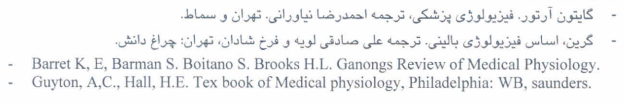 - گایتون آرتور. فیزیولوژی پزشکی، ترجمه احمدرضا نیاورانی. تهران و سماط.
- گرین، اساس فیزیولوژی بالینی. ترجمه علی صادقی لویه و فرخ شادان، تهران: چراغ دانش.
- Barret K, E, Barman S. Boitano S. Brooks H.L. Ganongs Review of Medical Physiology.
- Guyton, A,C., Hall, H.E. Tex book of Medical physiology, Philadelphia: WB, saunders.